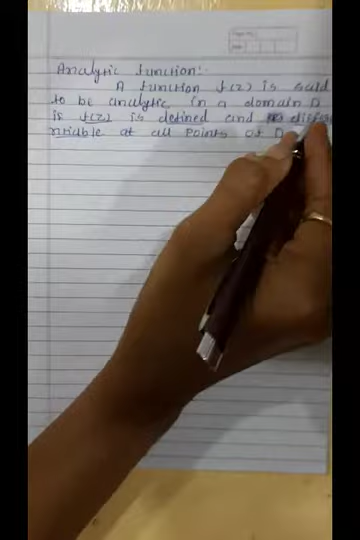 Analytic function:-
A function f(z) is said
to be analytic in a domain D
is f(z) is defined and differe
ntiable at all points of D